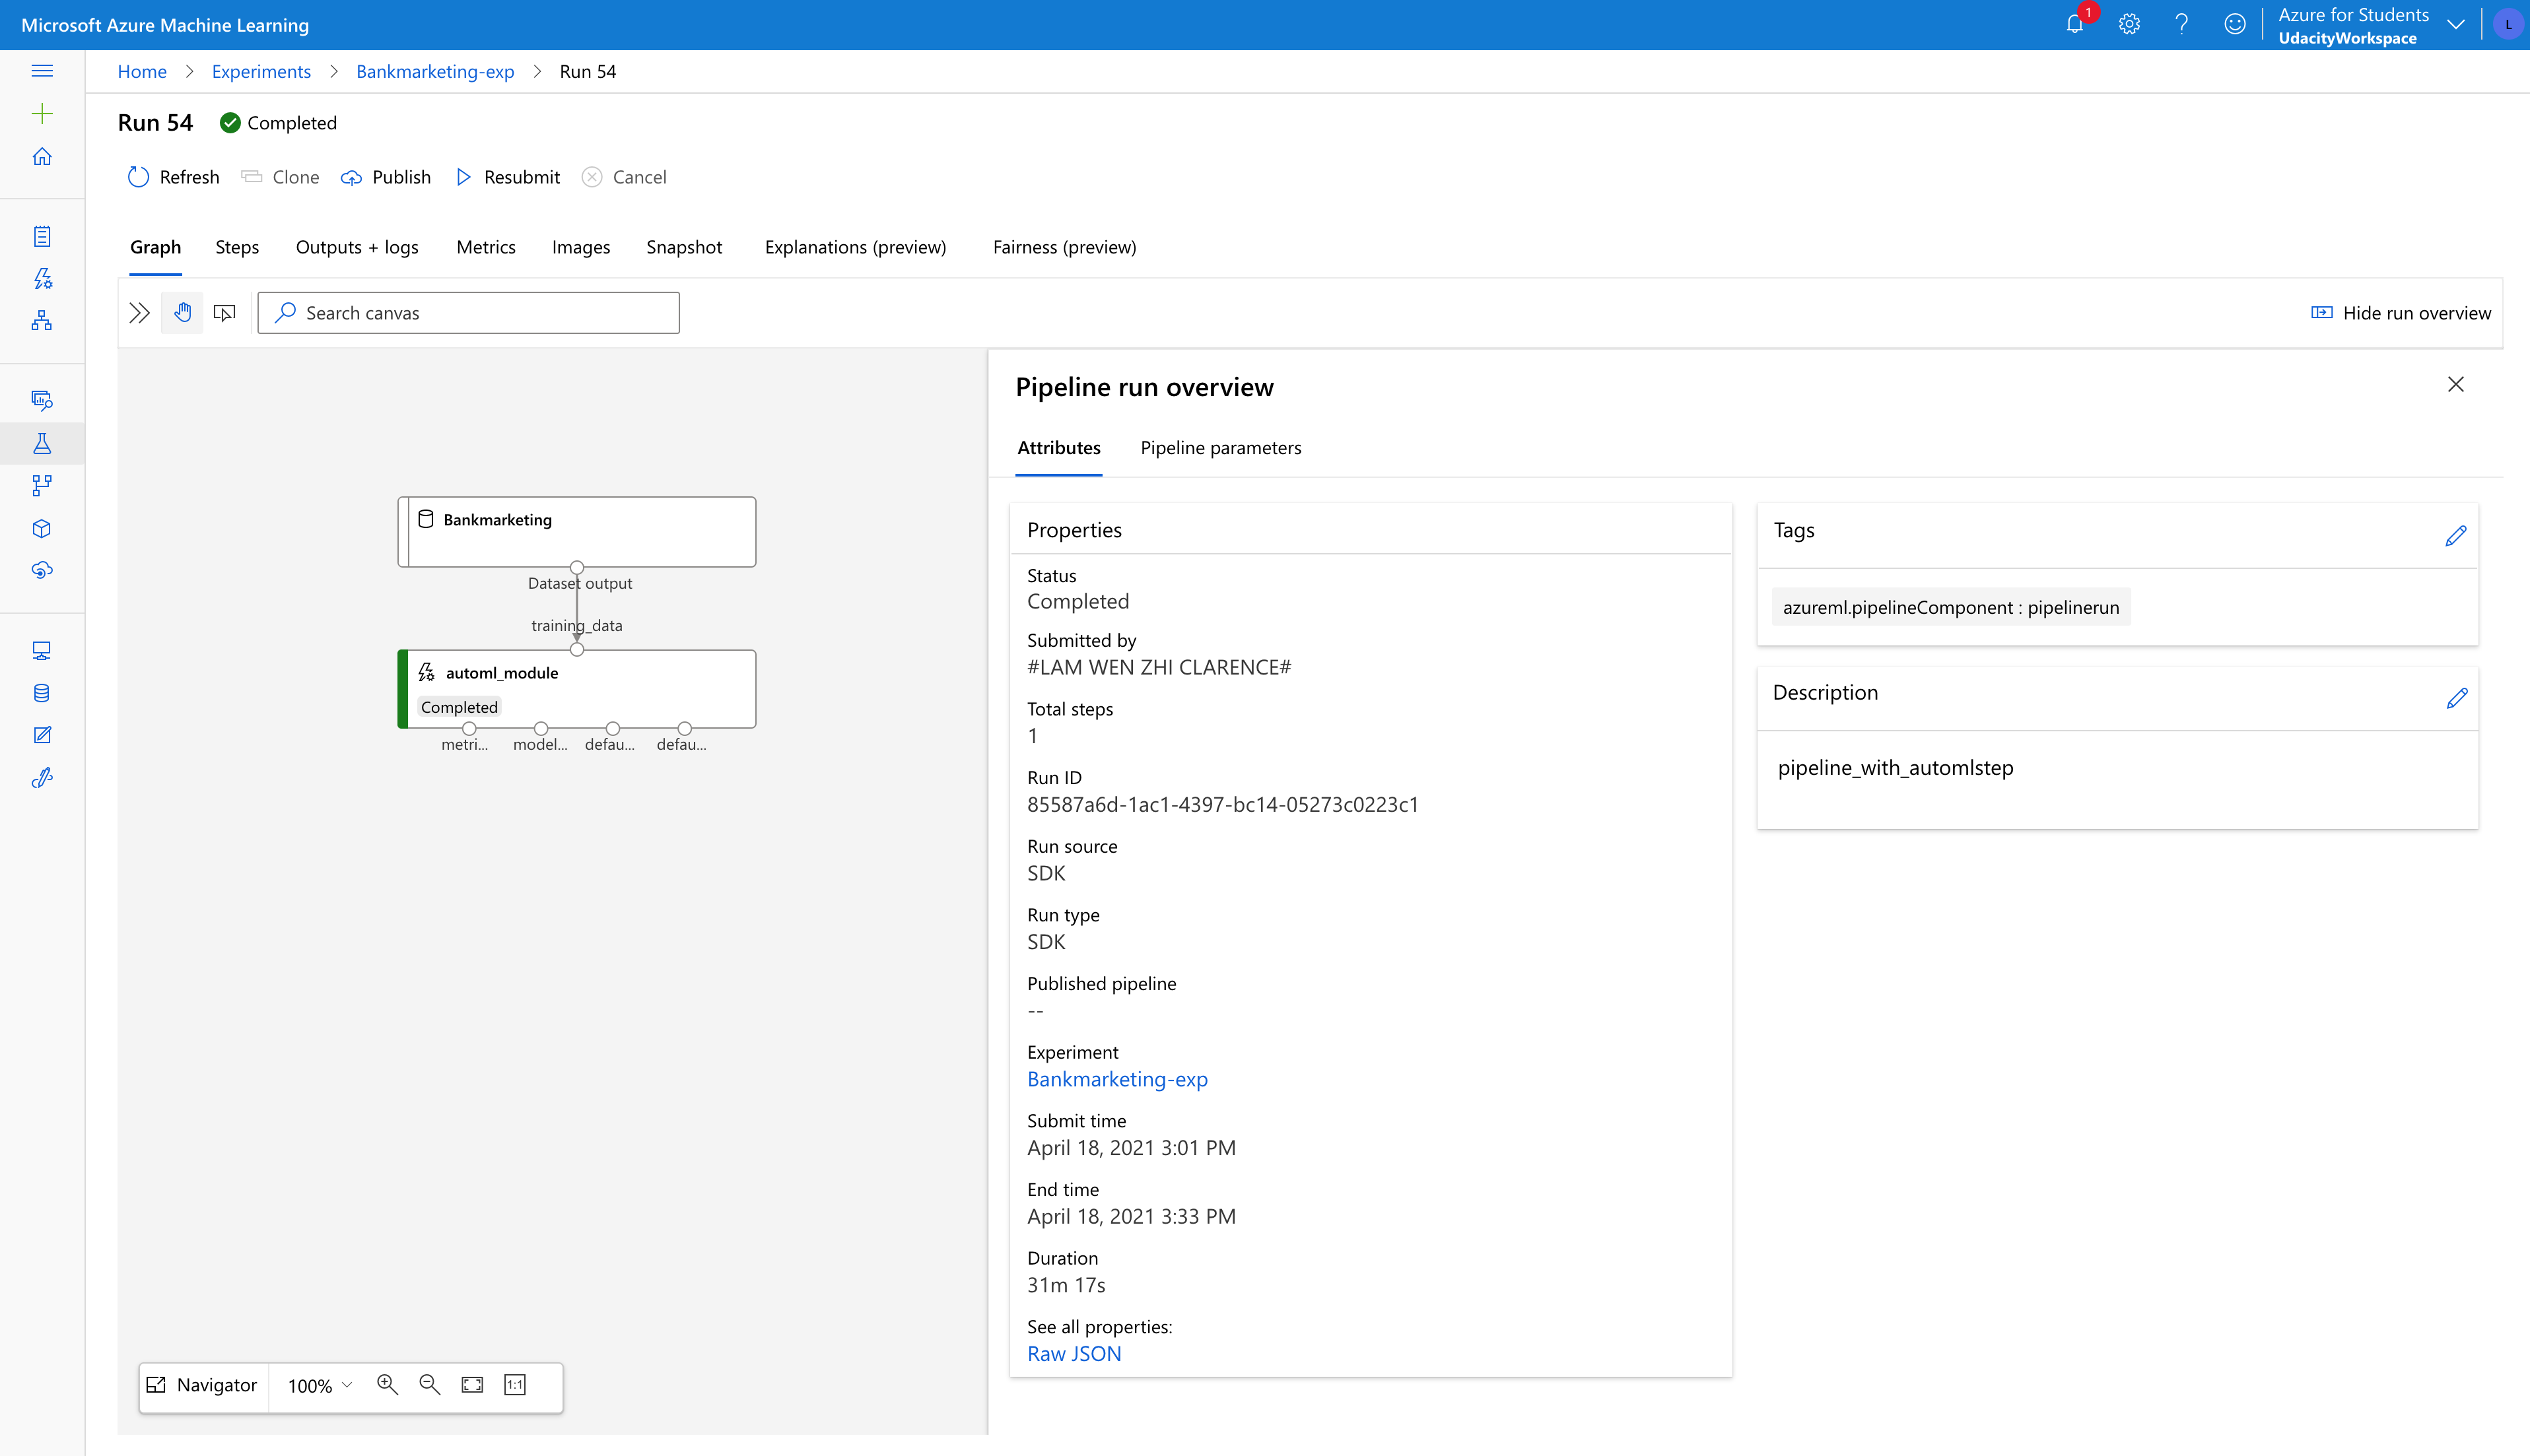 Microsoft Azure Machine Learning
1
Azure for Students
UdacityWorkspace
L
Home > Experiments > Bankmarketing-exp > Run 54
Run 54 Completed
Refresh Clone Publish Resubmit Cancel
Graph Steps Outputs + logs Metrics Images Snapshot Explanations (preview) Fairness (preview)
Search canvas
Hide run overview
Bankmarketing
Dataset output
training_data
automl_module
Completed
metri... model... defau... defau...
Navigator 100% 1:1
Pipeline run overview
Attributes Pipeline parameters
Properties
Status
Completed
Submitted by
#LAM WEN ZHI CLARENCE#
Total steps
1
Run ID
85587a6d-1ac1-4397-bc14-05273c0223c1
Run source
SDK
Run type
SDK
Published pipeline
--
Experiment
Bankmarketing-exp
Submit time
April 18, 2021 3:01 PM
End time
April 18, 2021 3:33 PM
Duration
31m 17s
See all properties:
Raw JSON
Tags
azureml.pipelineComponent : pipelinerun
Description
pipeline_with_automlstep